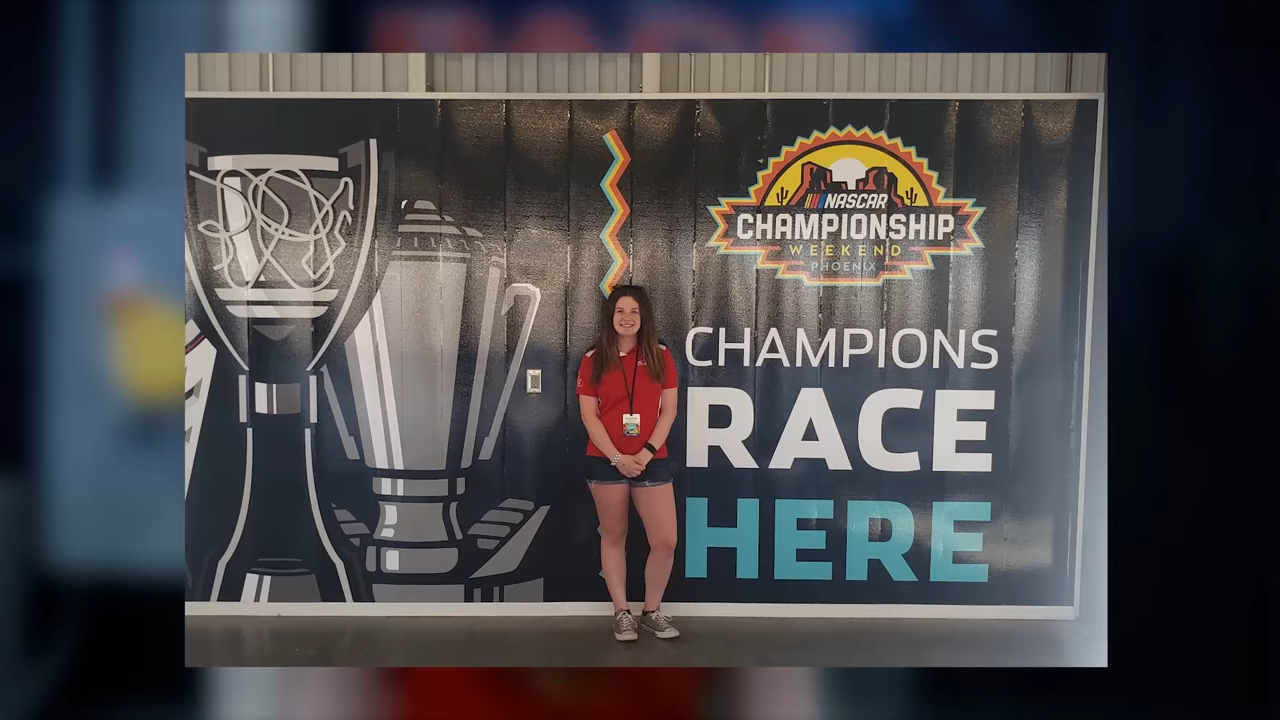 NASCAR
CHAMPIONSHIP
WEEKEND
PHOENIX
CHAMPIONS
RACE
HERE